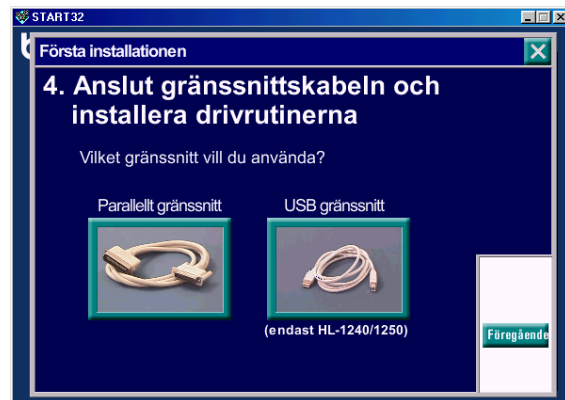 START32
Första installationen
4. Anslut gränssnittskabeln och
installera drivrutinerna
Vilket gränssnitt vill du använda?
Parallellt gränssnitt
USB gränssnitt
(endast HL-1240/1250)
Föregående